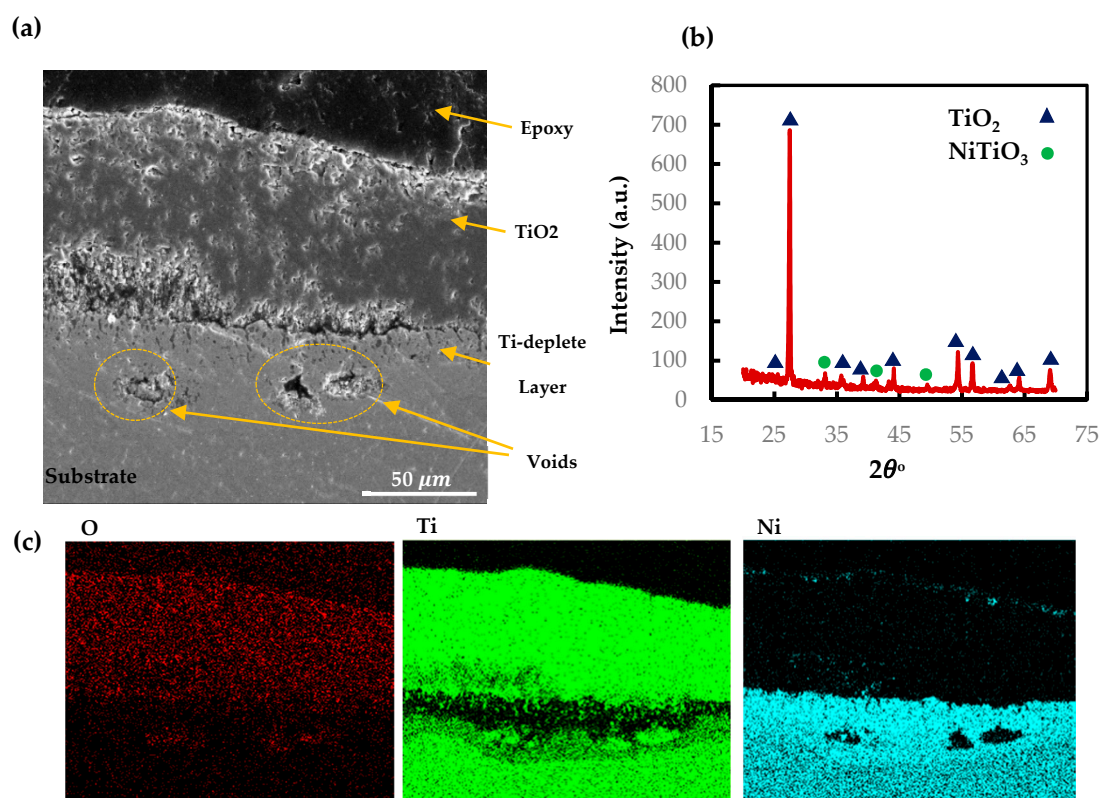 (a)
Epoxy
TiO2
Ti-deplete
Layer
Voids
Substrate
50 μm
(b)
800
700
600
500
400
300
200
100
0
Intensity (a.u.)
TiO₂
NiTiO₃
15 25 35 45 55 65 75
2θ°
(c)
O Ti Ni